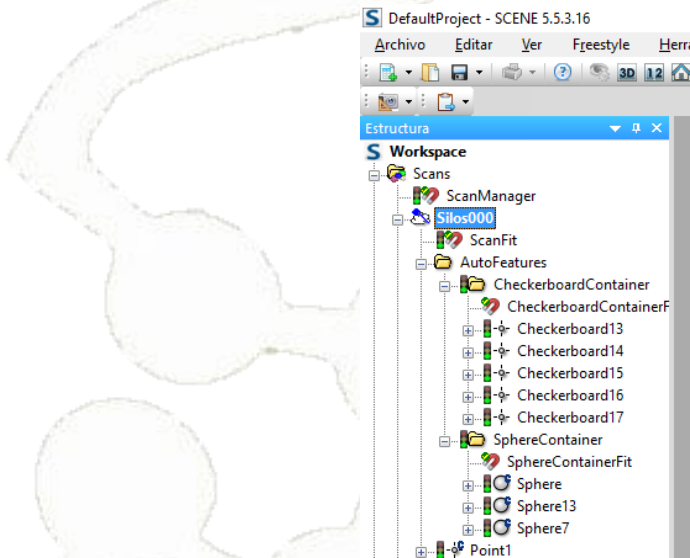 DefaultProject - SCENE 5.5.3.16
Archivo Editar Ver Freestyle Herra
3D 12
Estructura
Workspace
Scans
ScanManager
Silos000
ScanFit
AutoFeatures
CheckerboardContainer
CheckerboardContainerF
Checkerboard13
Checkerboard14
Checkerboard15
Checkerboard16
Checkerboard17
SphereContainer
SphereContainerFit
Sphere
Sphere13
Sphere7
Point1